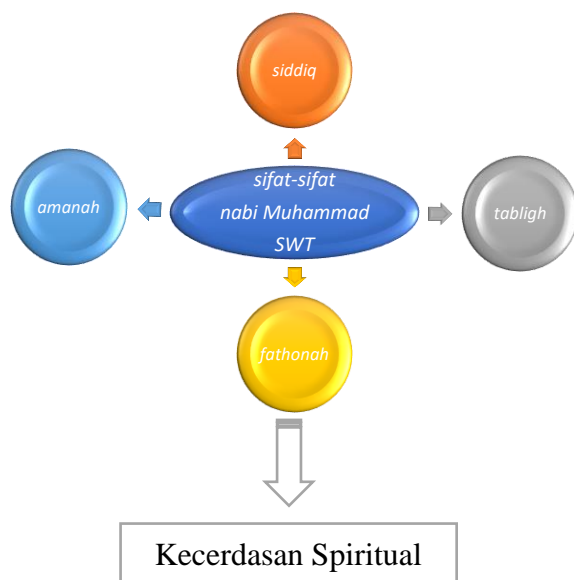 siddiq
sifat-sifat
nabi Muhammad
SWT
amanah
tabligh
fathonah
Kecerdasan Spiritual